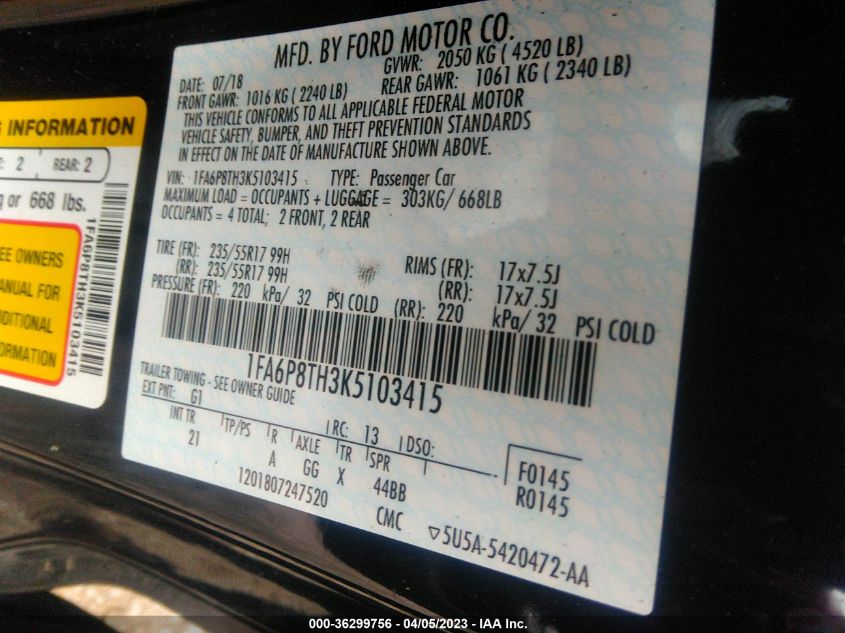 MFD. BY FORD MOTOR CO.
DATE: 07/18 GVWR: 2050 KG ( 4520 LB)
FRONT GAWR: 1016 KG ( 2240 LB) REAR GAWR: 1061 KG ( 2340 LB)
THIS VEHICLE CONFORMS TO ALL APPLICABLE FEDERAL MOTOR
VEHICLE SAFETY, BUMPER, AND THEFT PREVENTION STANDARDS
IN EFFECT ON THE DATE OF MANUFACTURE SHOWN ABOVE.
VIN: 1FA6P8TH3K5103415 TYPE: Passenger Car
MAXIMUM LOAD = OCCUPANTS + LUGGAGE = 303KG/ 668LB
OCCUPANTS = 4 TOTAL; 2 FRONT, 2 REAR
TIRE (FR): 235/55R17 99H RIMS (FR): 17x7.5J
(RR): 235/55R17 99H (RR): 17x7.5J
PRESSURE (FR): 220 kPa/ 32 PSI COLD (RR): 220 kPa/ 32 PSI COLD
1FA6P8TH3K5103415
TRAILER TOWING - SEE OWNER GUIDE
EXT PNT: G1 RC: 13 DSO:
INT TR TP/PS R AXLE TR SPR
21 A GG X 44BB
F0145
R0145
1201807247520
CMC 5U5A-5420472-AA
G INFORMATION
: 2 REAR: 2
g or 668 lbs.
EE OWNERS
ANUAL FOR
DDITIONAL
FORMATION
1FA6P8TH3K5103415
000-36299756 - 04/05/2023 - IAA Inc.